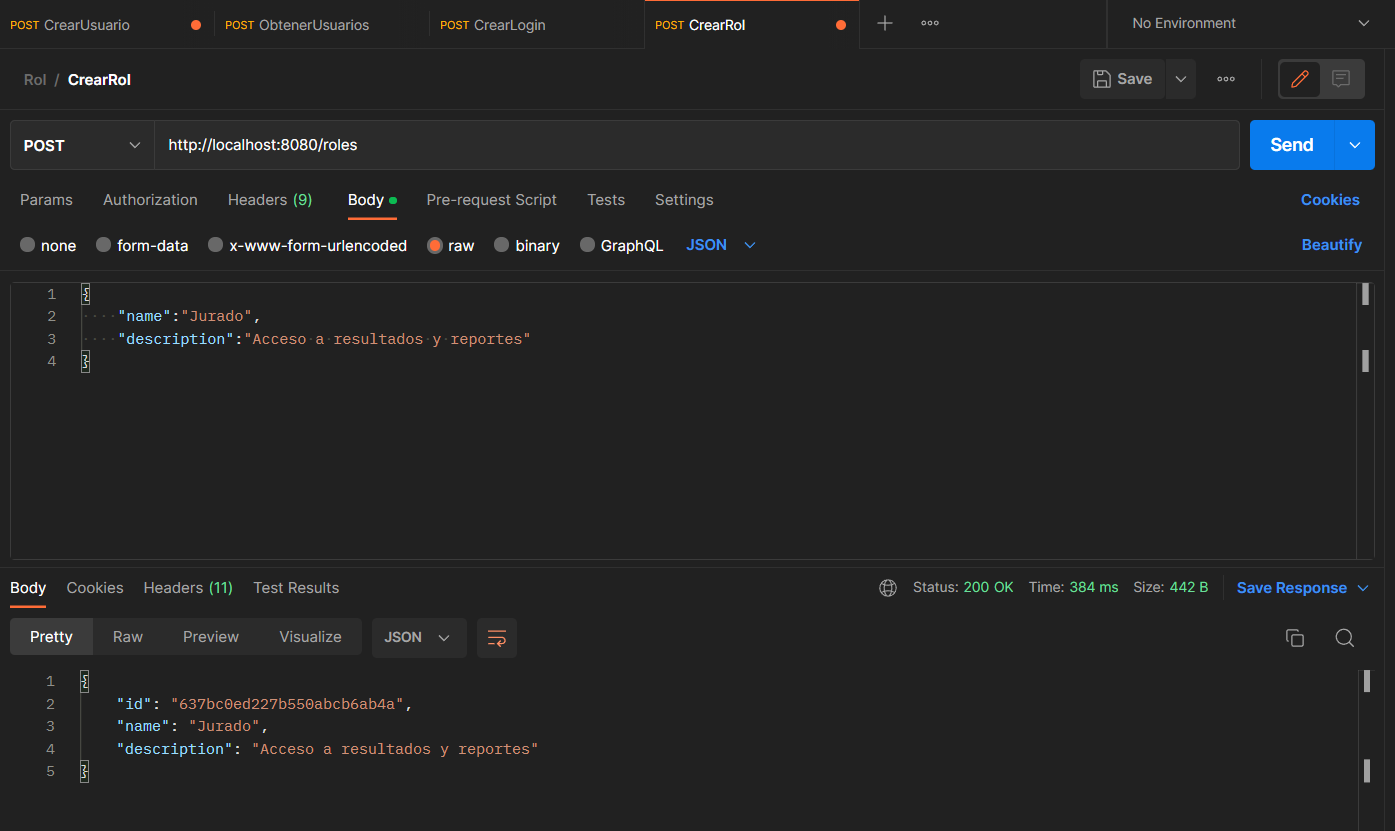 POST CrearUsuario POST ObtenerUsuarios POST CrearLogin POST CrearRol No Environment
Rol / CrearRol Save
POST http://localhost:8080/roles Send
Params Authorization Headers (9) Body Pre-request Script Tests Settings Cookies
none form-data x-www-form-urlencoded raw binary GraphQL JSON Beautify
1 {
2 "name":"Jurado",
3 "description":"Acceso a resultados y reportes"
4 }
Body Cookies Headers (11) Test Results Status: 200 OK Time: 384 ms Size: 442 B Save Response
Pretty Raw Preview Visualize JSON
1 {
2 "id": "637bc0ed227b550abcb6ab4a",
3 "name": "Jurado",
4 "description": "Acceso a resultados y reportes"
5 }